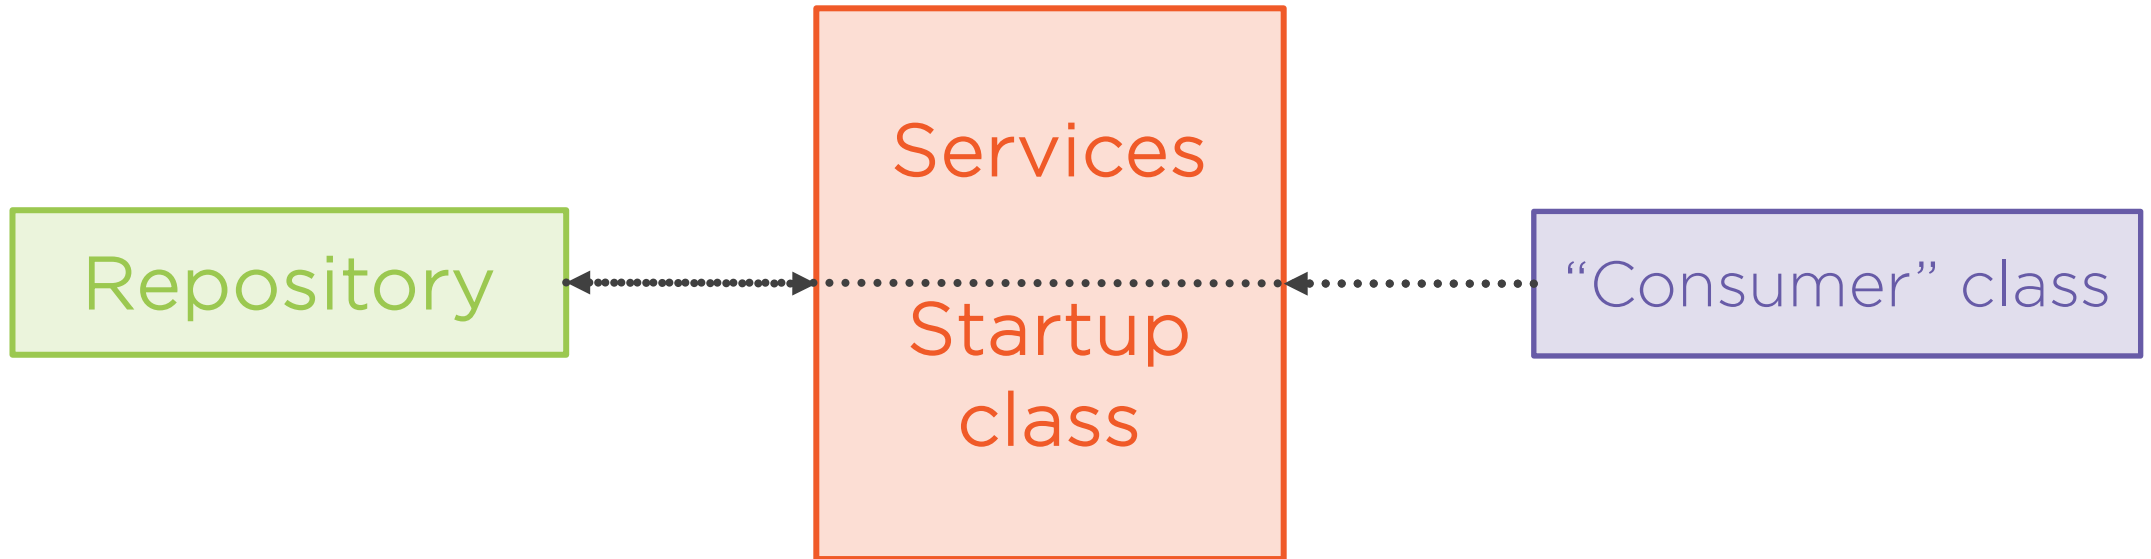 Repository
Services
Startup
class
“Consumer” class